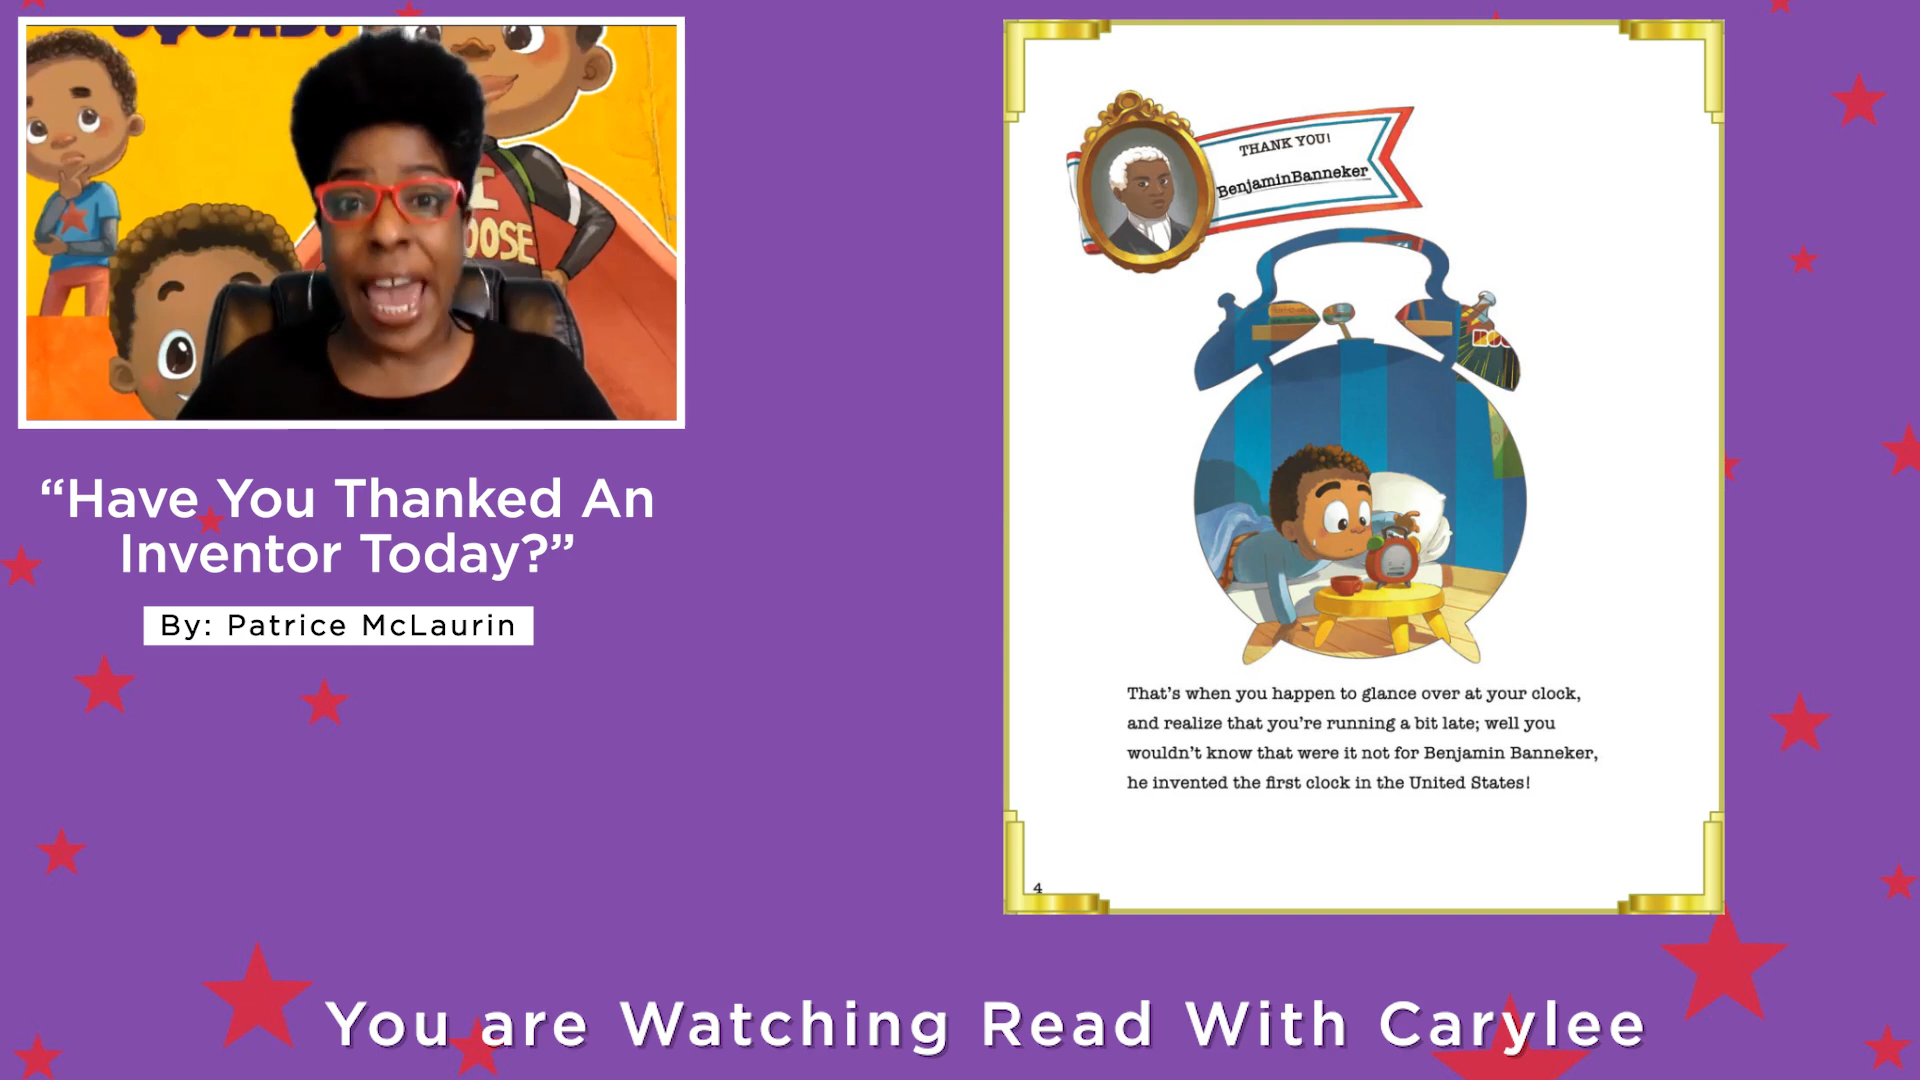 SQUAD!
I
OOSE
“Have You Thanked An
Inventor Today?”
By: Patrice McLaurin
THANK YOU!
BenjaminBanneker
That’s when you happen to glance over at your clock,
and realize that you’re running a bit late; well you
wouldn’t know that were it not for Benjamin Banneker,
he invented the first clock in the United States!
4
You are Watching Read With Carylee